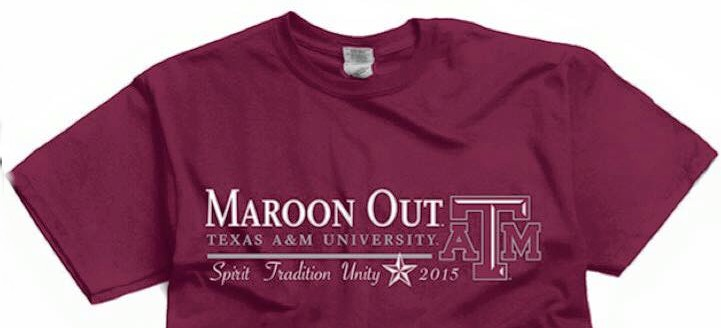 MAROON OUT
TEXAS A&M UNIVERSITY
Spirit Tradition Unity 2015
ATM